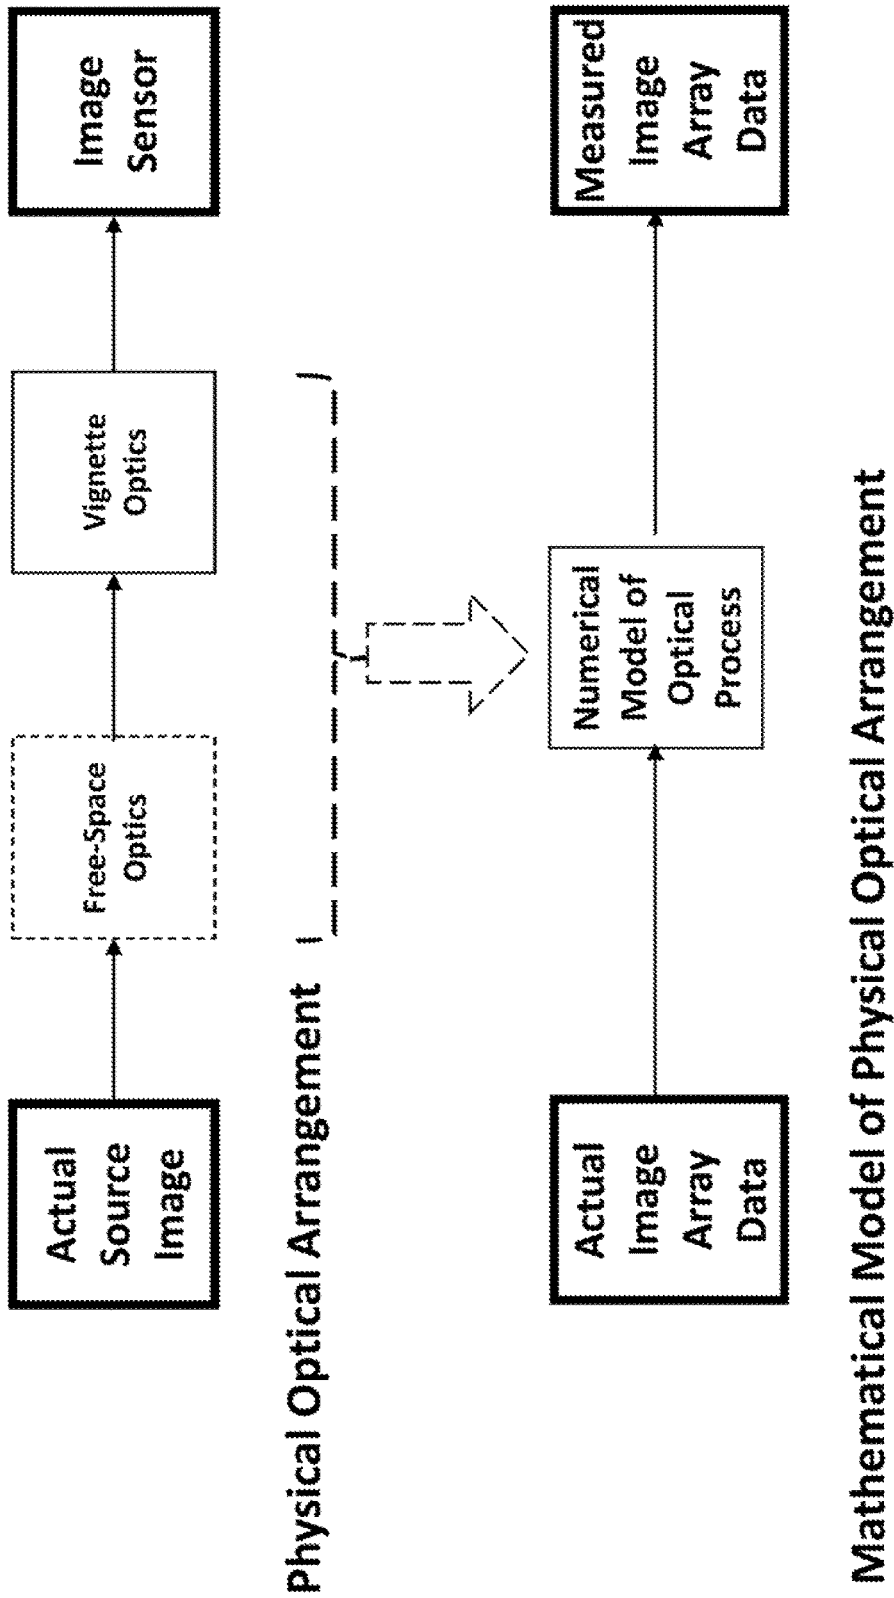 Actual
Source
Image
Free-Space
Optics
Vignette
Optics
Image
Sensor
Physical Optical Arrangement
Actual
Image
Array
Data
Numerical
Model of
Optical
Process
Measured
Image
Array
Data
Mathematical Model of Physical Optical Arrangement